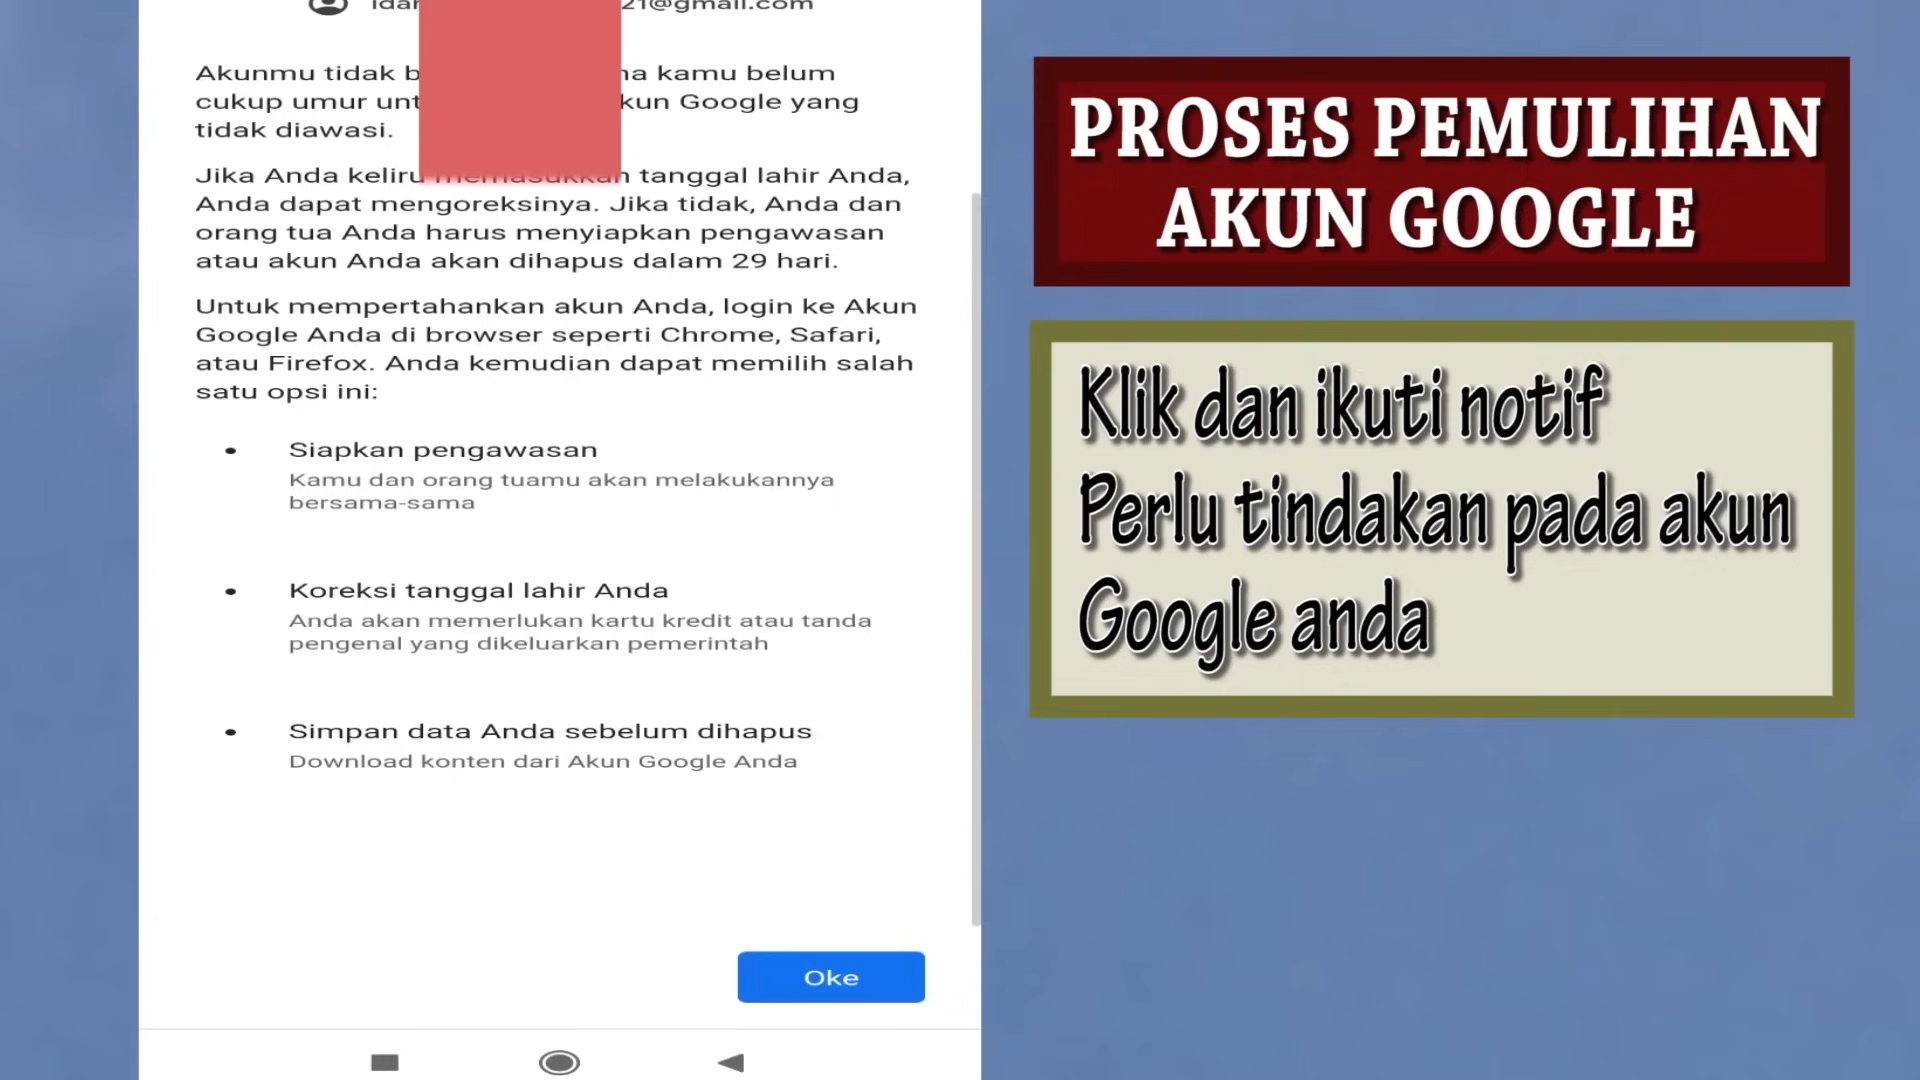 21@gmail.com
Akunmu tidak kamu belum
cukup umur Google yang
tidak diawasi.
Jika Anda keliru memasukkan tanggal lahir Anda,
Anda dapat mengoreksinya. Jika tidak, Anda dan
orang tua Anda harus menyiapkan pengawasan
atau akun Anda akan dihapus dalam 29 hari.
Untuk mempertahankan akun Anda, login ke Akun
Google Anda di browser seperti Chrome, Safari,
atau Firefox. Anda kemudian dapat memilih salah
satu opsi ini:
• Siapkan pengawasan
Kamu dan orang tuamu akan melakukannya
bersama-sama
• Koreksi tanggal lahir Anda
Anda akan memerlukan kartu kredit atau tanda
pengenal yang dikeluarkan pemerintah
• Simpan data Anda sebelum dihapus
Download konten dari Akun Google Anda
Oke
PROSES PEMULIHAN
AKUN GOOGLE
Klik dan ikuti notif
Perlu tindakan pada akun
Google anda